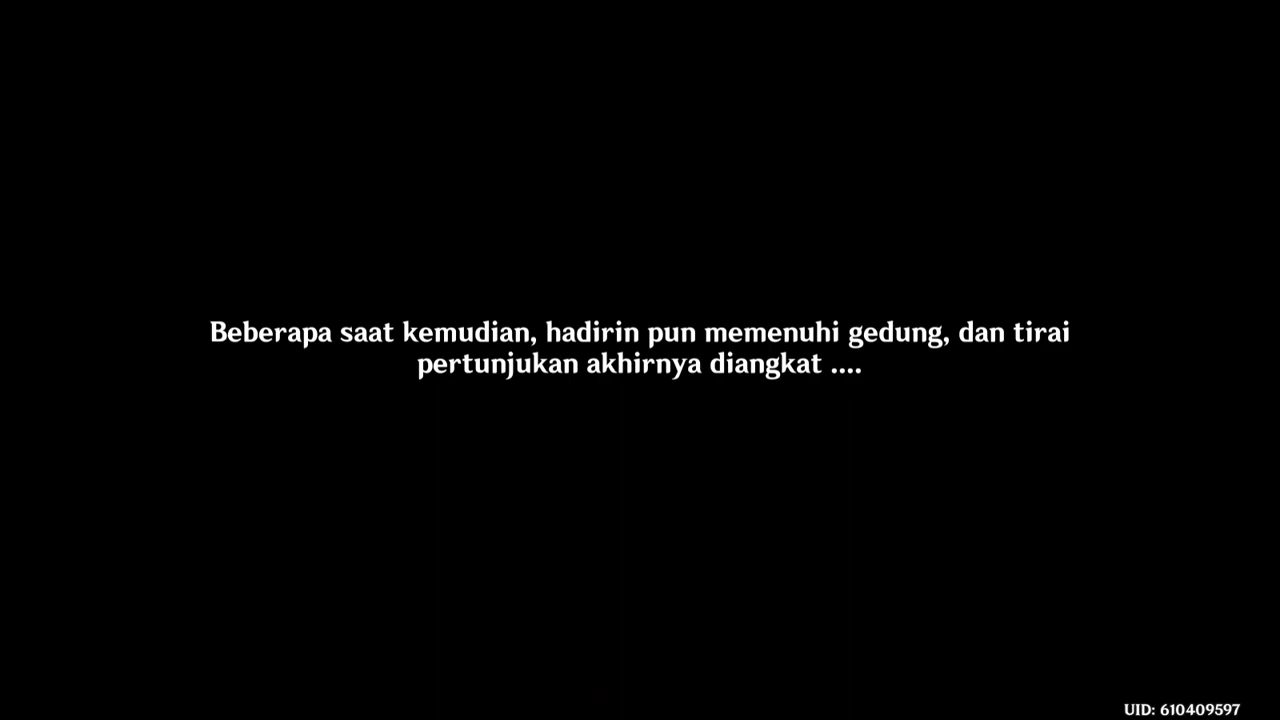 Beberapa saat kemudian, hadirin pun memenuhi gedung, dan tirai
pertunjukan akhirnya diangkat ....
UID: 610409597